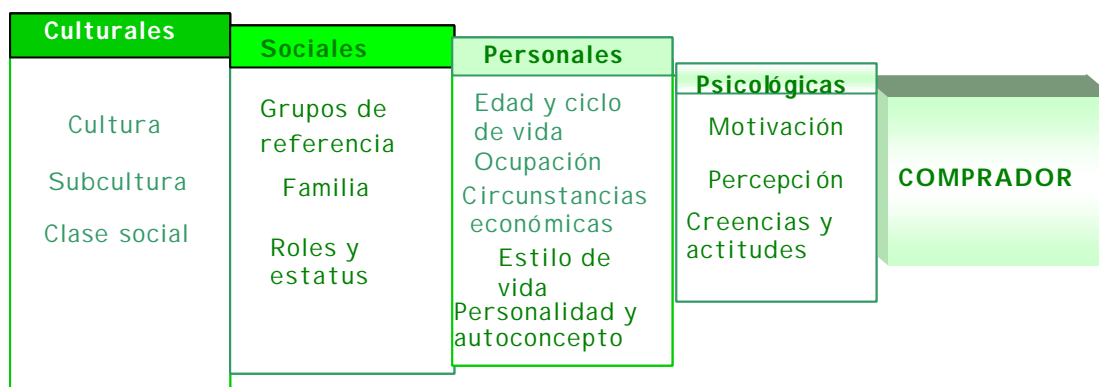 Culturales
Cultura
Subcultura
Clase social
Sociales
Grupos de
referencia
Familia
Roles y
estatus
Personales
Edad y ciclo
de vida
Ocupación
Circunstancias
económicas
Estilo de
vida
Personalidad y
autoconcepto
Psicológicas
Motivación
Percepción
Creencias y
actitudes
COMPRADOR